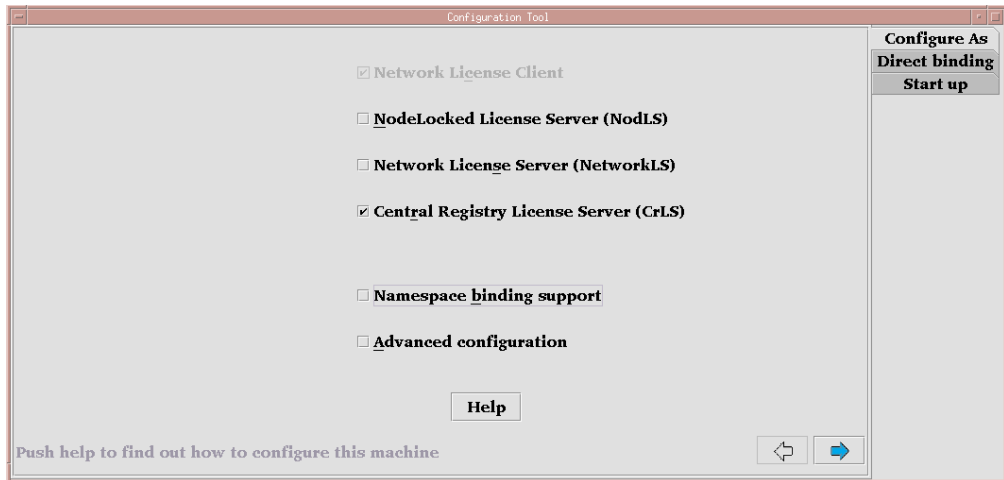 Configuration Tool
Configure As
Direct binding
Start up
Network License Client
NodeLocked License Server (NodLS)
Network License Server (NetworkLS)
Central Registry License Server (CrLS)
Namespace binding support
Advanced configuration
Help
Push help to find out how to configure this machine